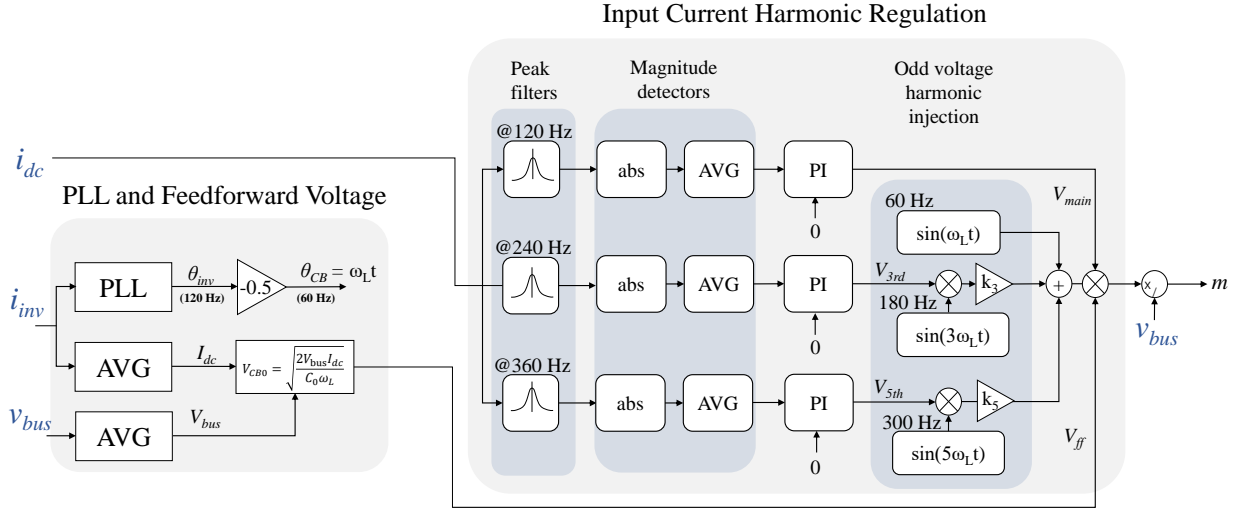 Input Current Harmonic Regulation
Peak
filters
Magnitude
detectors
Odd voltage
harmonic
injection
i_dc
@120 Hz
abs
AVG
PI
0
V_main
PLL and Feedforward Voltage
60 Hz
sin(ω_L t)
@240 Hz
abs
AVG
PI
0
V_3rd
k_3
180 Hz
sin(3ω_L t)
+
× /
m
v_bus
i_inv
PLL
θ_inv
(120 Hz)
-0.5
θ_CB = ω_L t
(60 Hz)
AVG
I_dc
V_CB0 = √(2V_bus I_dc / C_0 ω_L)
@360 Hz
abs
AVG
PI
0
V_5th
k_5
300 Hz
sin(5ω_L t)
V_ff
v_bus
AVG
V_bus